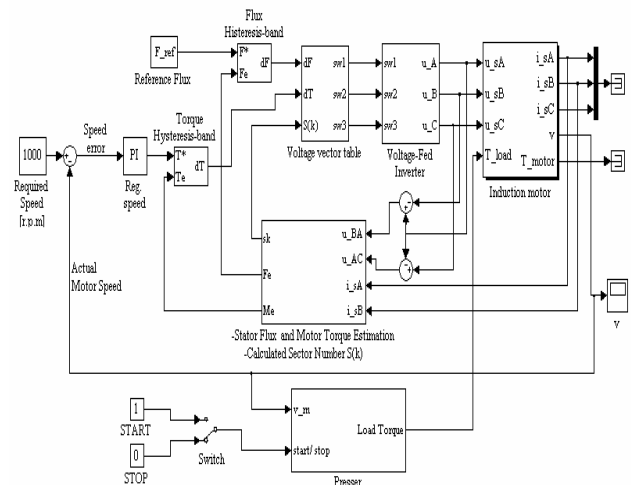 Flux
Histeresis-band
F_ref
Reference Flux
F*
Fe
dF
dF
dT
S(k)
sw1
sw2
sw3
Voltage vector table
sw1
sw2
sw3
u_A
u_B
u_C
Voltage-Fed
Inverter
u_sA
u_sB
u_sC
T_load
i_sA
i_sB
i_sC
v
T_motor
Induction motor
Torque
Hysteresis-band
T*
Te
dT
1000
Required
Speed
[r.p.m]
Speed
error
PI
Reg.
speed
sk
Fe
Me
u_BA
u_AC
i_sA
i_sB
-Stator Flux and Motor Torque Estimation
-Calculated Sector Number S(k)
Actual
Motor Speed
v
1
START
0
STOP
Switch
v_m
start/ stop
Load Torque
Presser